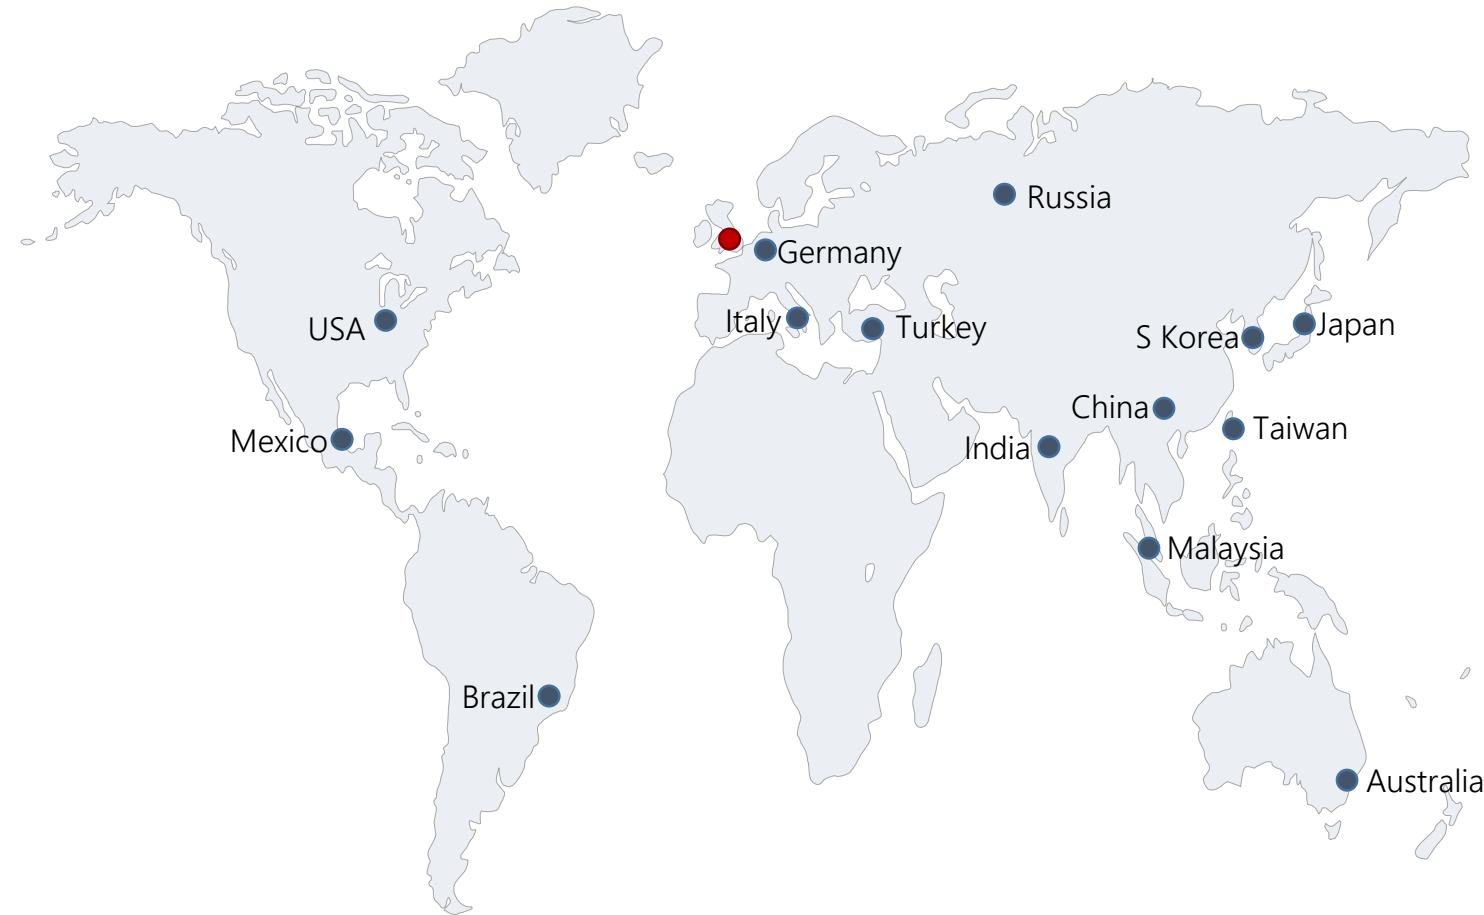 Russia
Germany
Italy
Turkey
USA
S Korea
Japan
China
Taiwan
Mexico
India
Malaysia
Brazil
Australia